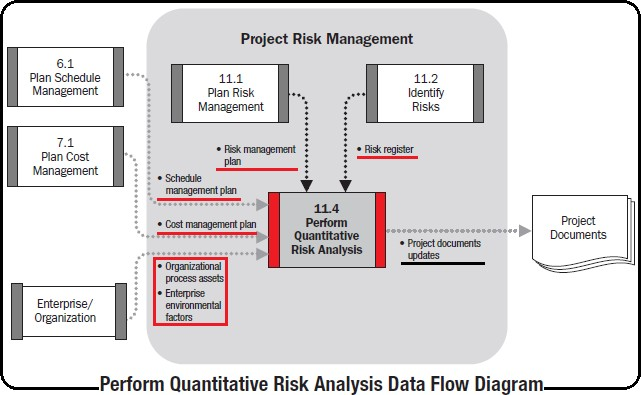 Project Risk Management
6.1
Plan Schedule
Management
11.1
Plan Risk
Management
11.2
Identify
Risks
7.1
Plan Cost
Management
• Risk management
plan
• Risk register
• Schedule
management plan
11.4
Perform
Quantitative
Risk Analysis
• Cost management plan
Project
Documents
• Project documents
updates
• Organizational
process assets
• Enterprise
environmental
factors
Enterprise/
Organization
Perform Quantitative Risk Analysis Data Flow Diagram